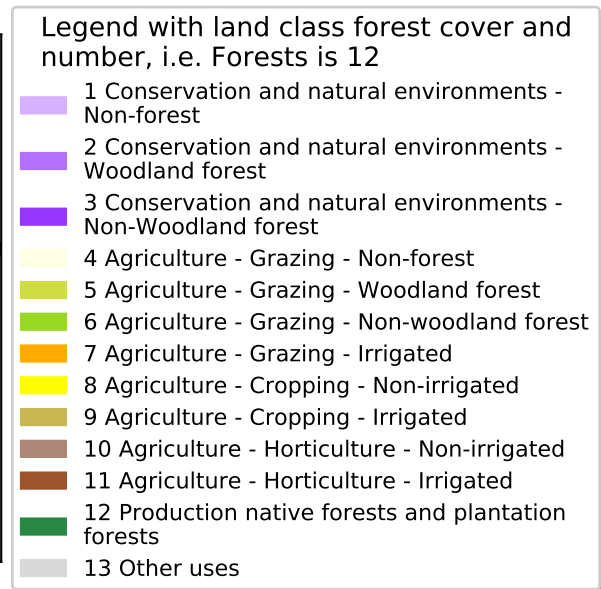 Legend with land class forest cover and
number, i.e. Forests is 12
1 Conservation and natural environments -
Non-forest
2 Conservation and natural environments -
Woodland forest
3 Conservation and natural environments -
Non-Woodland forest
4 Agriculture - Grazing - Non-forest
5 Agriculture - Grazing - Woodland forest
6 Agriculture - Grazing - Non-woodland forest
7 Agriculture - Grazing - Irrigated
8 Agriculture - Cropping - Non-irrigated
9 Agriculture - Cropping - Irrigated
10 Agriculture - Horticulture - Non-irrigated
11 Agriculture - Horticulture - Irrigated
12 Production native forests and plantation
forests
13 Other uses